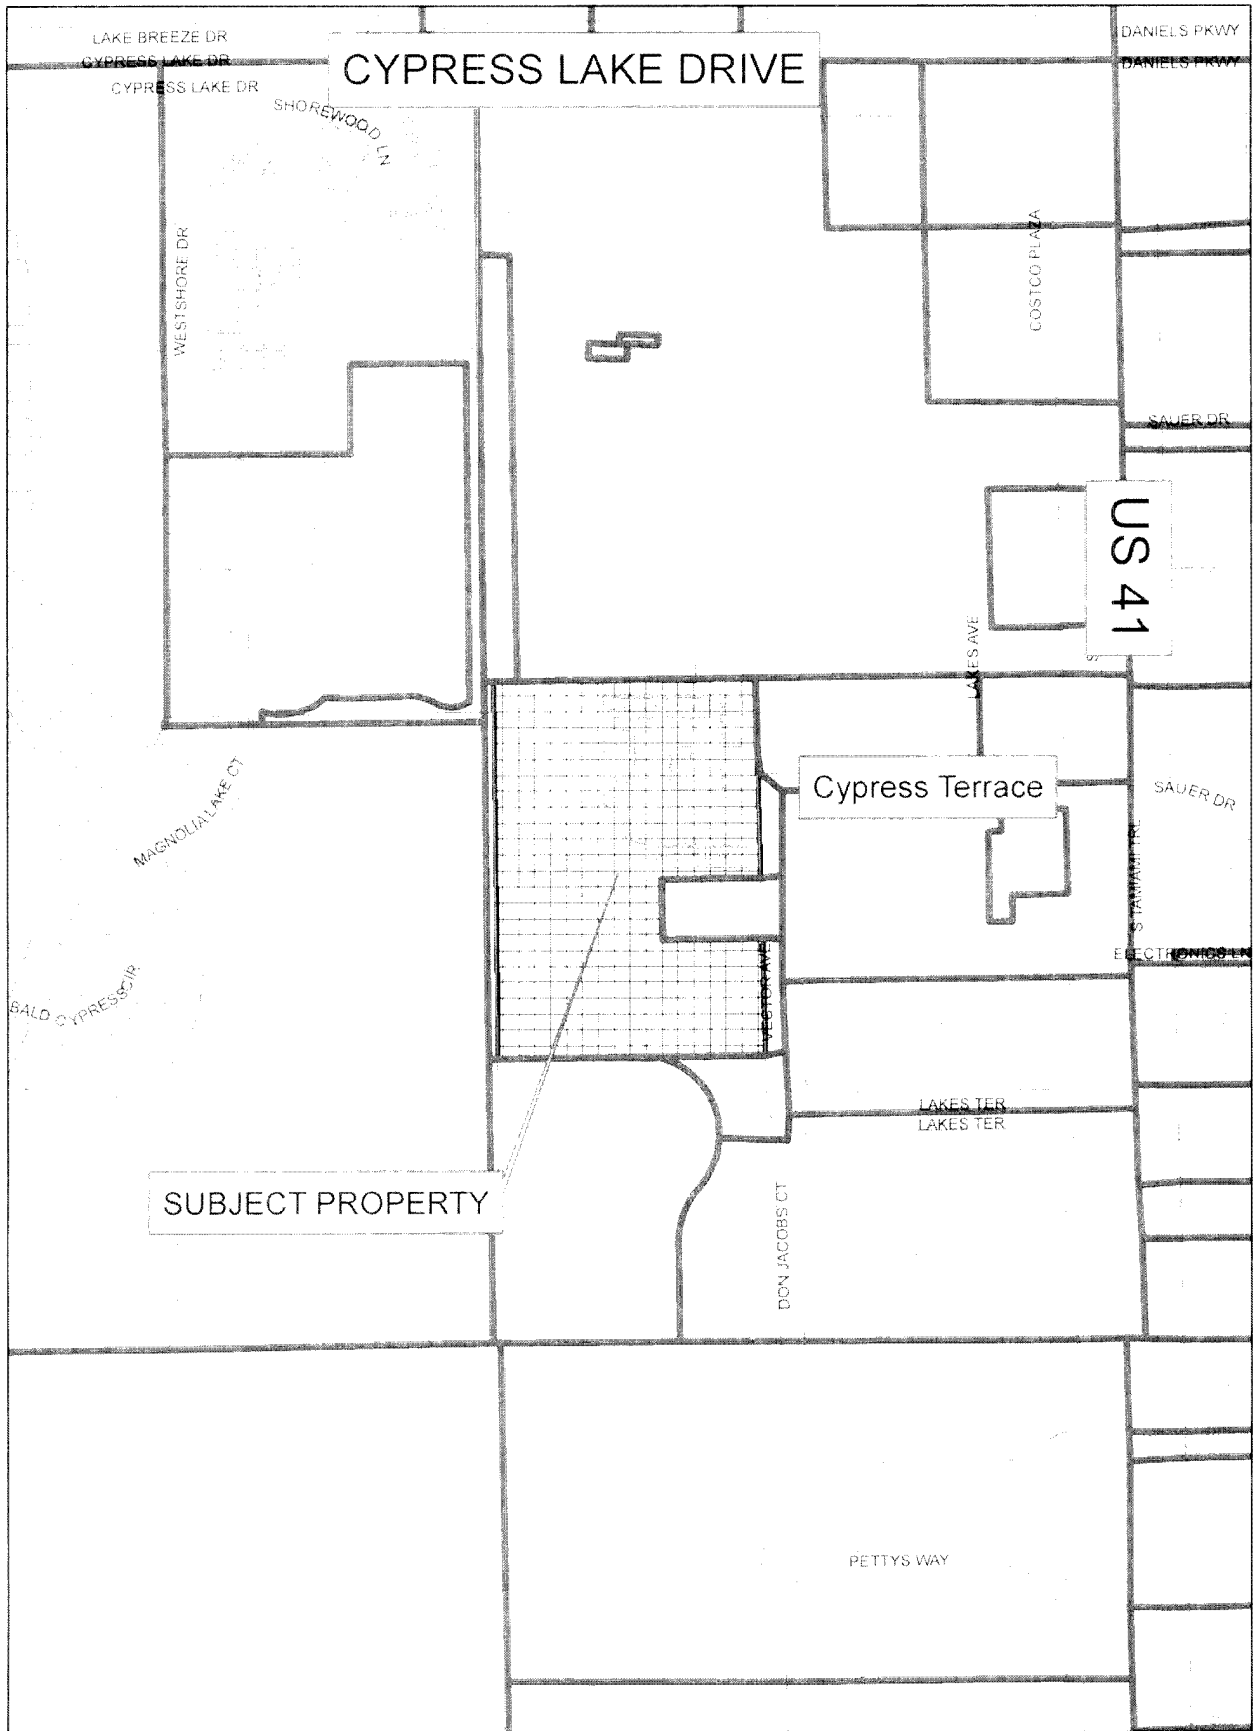 LAKE BREEZE DR
DANIELS PKWY
CYPRESS LAKE DR
CYPRESS LAKE DRIVE
DANIELS PKWY
CYPRESS LAKE DR
SHOREWOOD LN
WESTSHORE DR
COSTCO PLAZA
SAUER DR
US 41
LAKES AVE
S
Cypress Terrace
SAUER DR
MAGNOLIA LAKE CT
S TAMIAMI TRL
ELECTRONICS LN
BALD CYPRESS CIR
VECTOR AVE
LAKES TER
LAKES TER
SUBJECT PROPERTY
DON JACOBS CT
PETTYS WAY